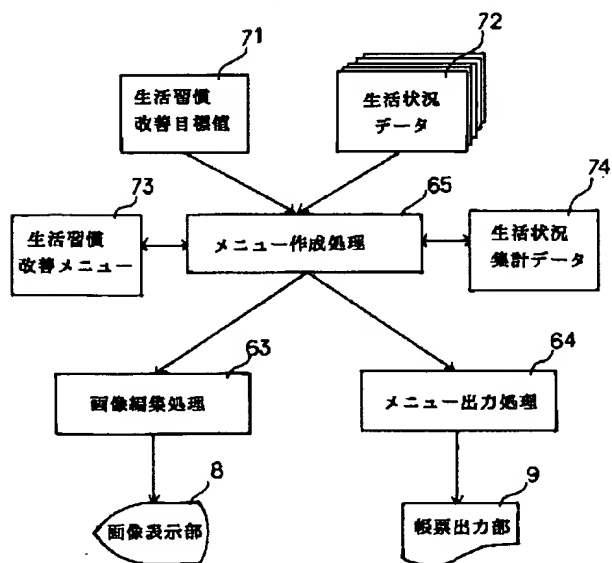 71
生活習慣
改善目標値
72
生活状況
データ
73
生活習慣
改善メニュー
65
メニュー作成処理
74
生活状況
集計データ
63
画像編集処理
64
メニュー出力処理
8
画像表示部
9
帳票出力部